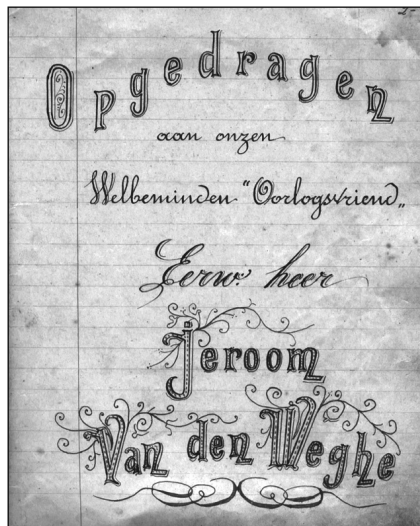 Opgedragen
aan onzen
Welbeminden "Oorlogsvriend"
Eerw. heer
Jeroom
Van den Weghe